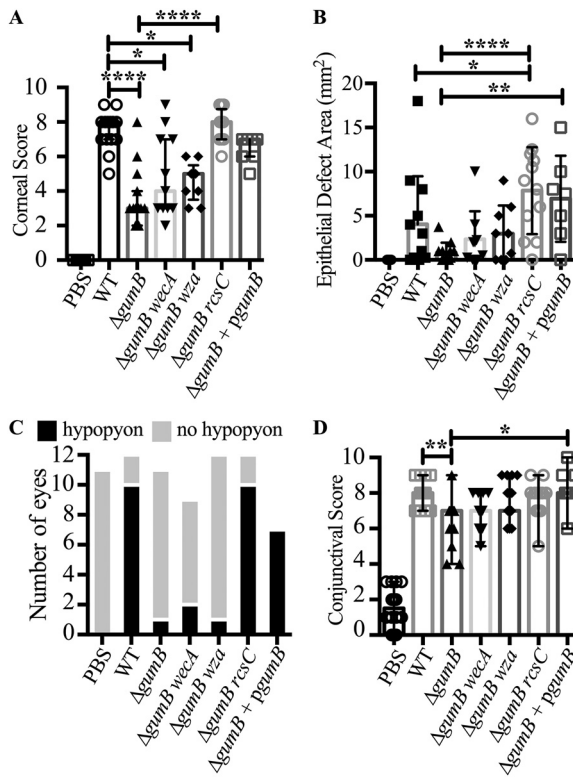 A
****
*
*
****
Corneal Score
10
8
6
4
2
0
PBS
WT
ΔgumB
ΔgumB wecA
ΔgumB wza
ΔgumB rcsC
ΔgumB + pgumB
B
****
*
**
Epithelial Defect Area (mm²)
20
15
10
5
0
PBS
WT
ΔgumB
ΔgumB wecA
ΔgumB wza
ΔgumB rcsC
ΔgumB + pgumB
C
hypopyon no hypopyon
Number of eyes
12
10
8
6
4
2
0
PBS
WT
ΔgumB
ΔgumB wecA
ΔgumB wza
ΔgumB rcsC
ΔgumB + pgumB
D
*
**
Conjunctival Score
10
8
6
4
2
0
PBS
WT
ΔgumB
ΔgumB wecA
ΔgumB wza
ΔgumB rcsC
ΔgumB + pgumB